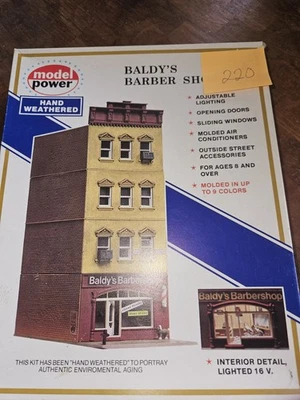 model
power
HAND
WEATHERED
BALDY'S
BARBER SHO
220
★ ADJUSTABLE
LIGHTING
★ OPENING DOORS
★ SLIDING WINDOWS
★ MOLDED AIR
CONDITIONERS
★ OUTSIDE STREET
ACCESSORIES
★ FOR AGES 8 AND
OVER
★ MOLDED IN UP
TO 9 COLORS
Baldy's Barbershop
Baldy's Barbershop
THIS KIT HAS BEEN "HAND WEATHERED" TO PORTRAY
AUTHENTIC ENVIROMENTAL AGING
★ INTERIOR DETAIL,
LIGHTED 16 V.